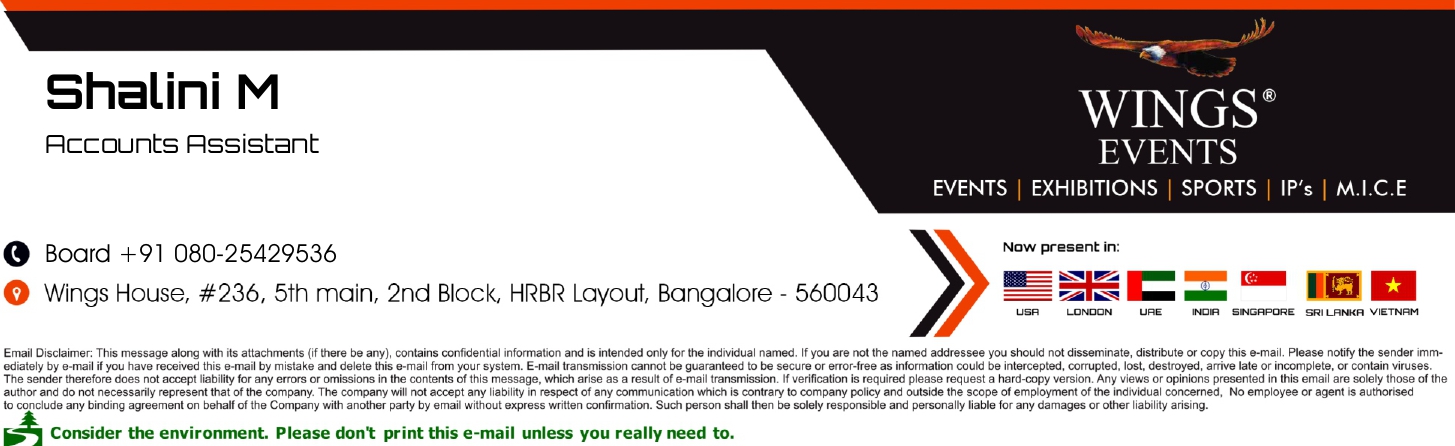 Shalini M
Accounts Assistant
WINGS®
EVENTS
EVENTS | EXHIBITIONS | SPORTS | IP's | M.I.C.E
Board +91 080-25429536
Wings House, #236, 5th main, 2nd Block, HRBR Layout, Bangalore - 560043
Now present in:
USA LONDON UAE INDIA SINGAPORE SRI LANKA VIETNAM
Email Disclaimer: This message along with its attachments (if there be any), contains confidential information and is intended only for the individual named. If you are not the named addressee you should not disseminate, distribute or copy this e-mail. Please notify the sender imm-
ediately by e-mail if you have received this e-mail by mistake and delete this e-mail from your system. E-mail transmission cannot be guaranteed to be secure or error-free as information could be intercepted, corrupted, lost, destroyed, arrive late or incomplete, or contain viruses.
The sender therefore does not accept liability for any errors or omissions in the contents of this message, which arise as a result of e-mail transmission. If verification is required please request a hard-copy version. Any views or opinions presented in this email are solely those of the
author and do not necessarily represent that of the company. The company will not accept any liability in respect of any communication which is contrary to company policy and outside the scope of employment of the individual concerned, No employee or agent is authorised
to conclude any binding agreement on behalf of the Company with another party by email without express written confirmation. Such person shall then be solely responsible and personally liable for any damages or other liability arising.
Consider the environment. Please don't print this e-mail unless you really need to.